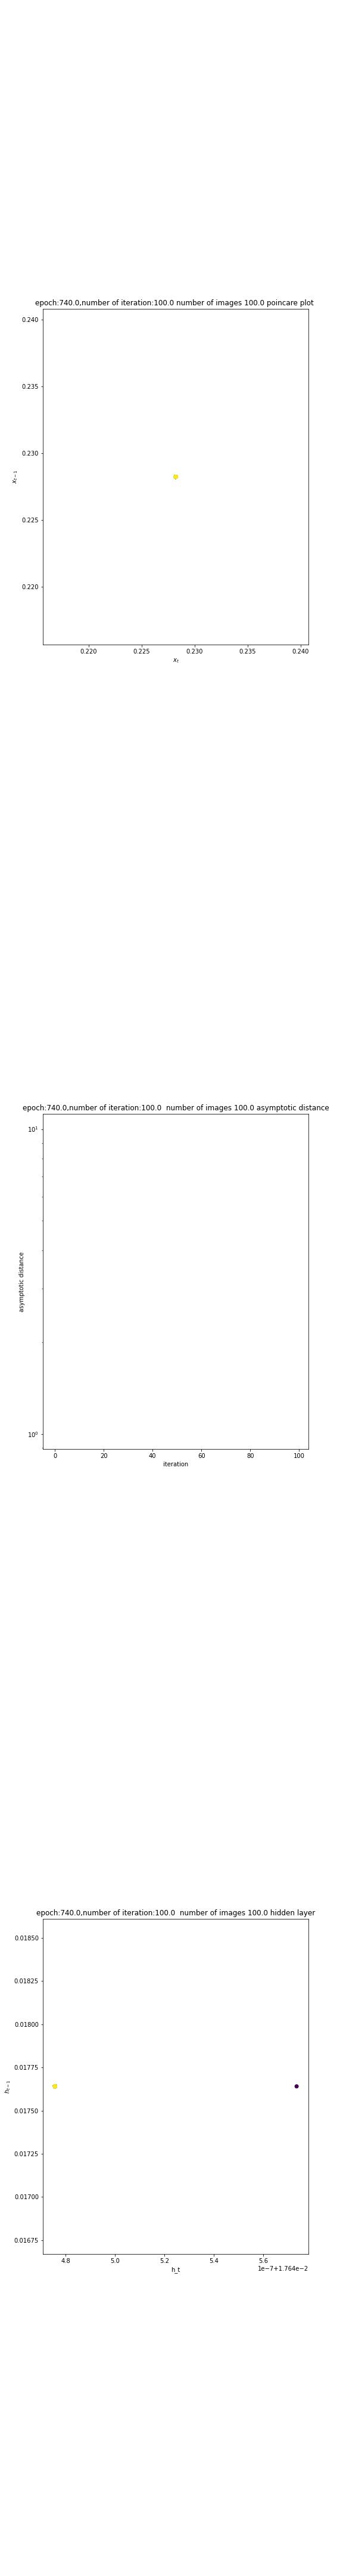 epoch:740.0,number of iteration:100.0 number of images 100.0 poincare plot
0.240
0.235
0.230
0.225
0.220
x_{t-1}
0.220 0.225 0.230 0.235 0.240
x_t
epoch:740.0,number of iteration:100.0  number of images 100.0 asymptotic distance
10^1
10^0
asymptotic distance
0 20 40 60 80 100
iteration
epoch:740.0,number of iteration:100.0  number of images 100.0 hidden layer
0.01850
0.01825
0.01800
0.01775
0.01750
0.01725
0.01700
0.01675
h_{t-1}
4.8 5.0 5.2 5.4 5.6
1e−7+1.764e−2
h_t